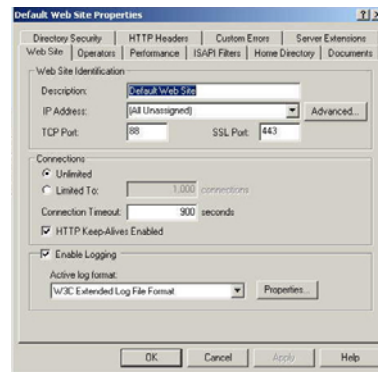 Default Web Site Properties
Directory Security HTTP Headers Custom Errors Server Extensions
Web Site Operators Performance ISAPI Filters Home Directory Documents
Web Site Identification
Description: Default Web Site
IP Address: (All Unassigned) Advanced...
TCP Port: 88 SSL Port: 443
Connections
Unlimited
Limited To: 1,000 connections
Connection Timeout: 900 seconds
HTTP Keep-Alives Enabled
Enable Logging
Active log format:
W3C Extended Log File Format Properties...
OK Cancel Apply Help